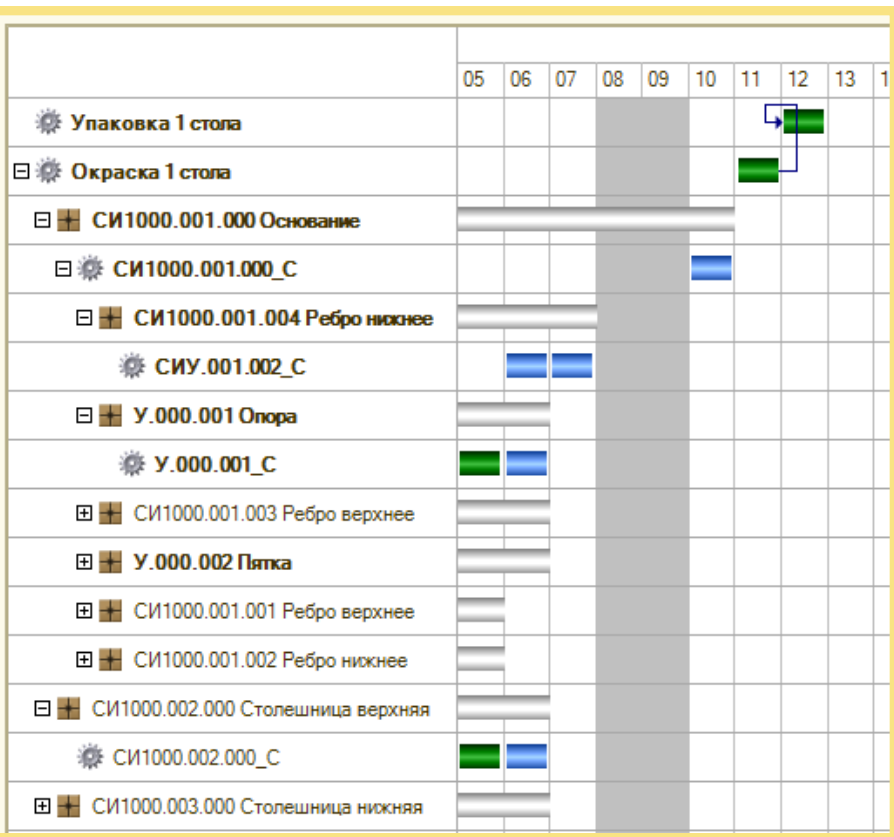 05 06 07 08 09 10 11 12 13 1
Упаковка 1 стола
Окраска 1 стола
СИ1000.001.000 Основание
СИ1000.001.000_С
СИ1000.001.004 Ребро нижнее
СИУ.001.002_С
У.000.001 Опора
У.000.001_С
СИ1000.001.003 Ребро верхнее
У.000.002 Пятка
СИ1000.001.001 Ребро верхнее
СИ1000.001.002 Ребро нижнее
СИ1000.002.000 Столешница верхняя
СИ1000.002.000_С
СИ1000.003.000 Столешница нижняя